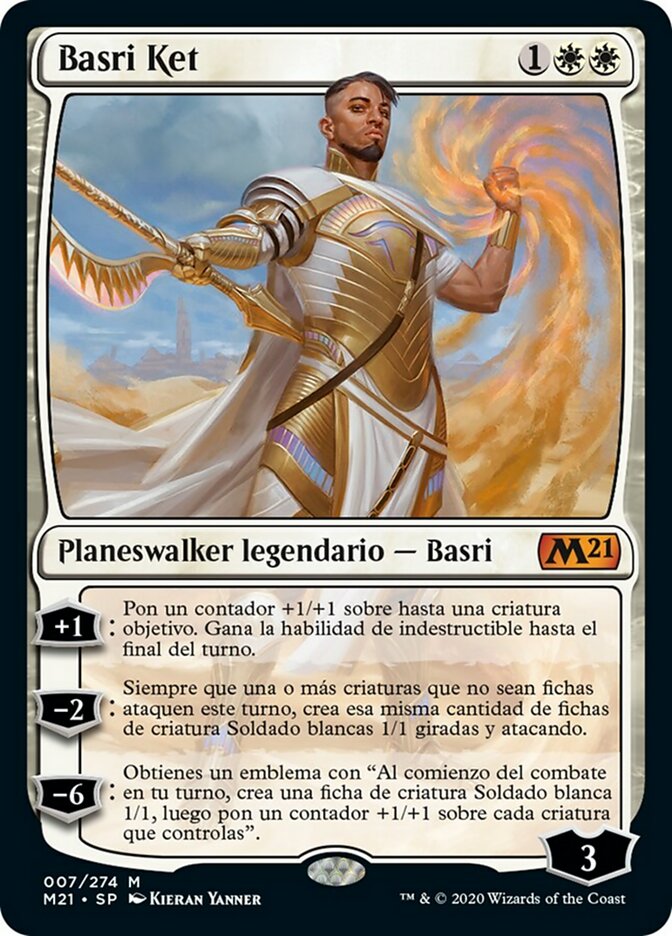 Basri Ket
1
Planeswalker legendario — Basri
M21
+1: Pon un contador +1/+1 sobre hasta una criatura
objetivo. Gana la habilidad de indestructible hasta el
final del turno.
−2: Siempre que una o más criaturas que no sean fichas
ataquen este turno, crea esa misma cantidad de fichas
de criatura Soldado blancas 1/1 giradas y atacando.
−6: Obtienes un emblema con “Al comienzo del combate
en tu turno, crea una ficha de criatura Soldado blanca
1/1, luego pon un contador +1/+1 sobre cada criatura
que controlas”.
3
007/274 M
M21 • SP KIERAN YANNER
™ & © 2020 Wizards of the Coast